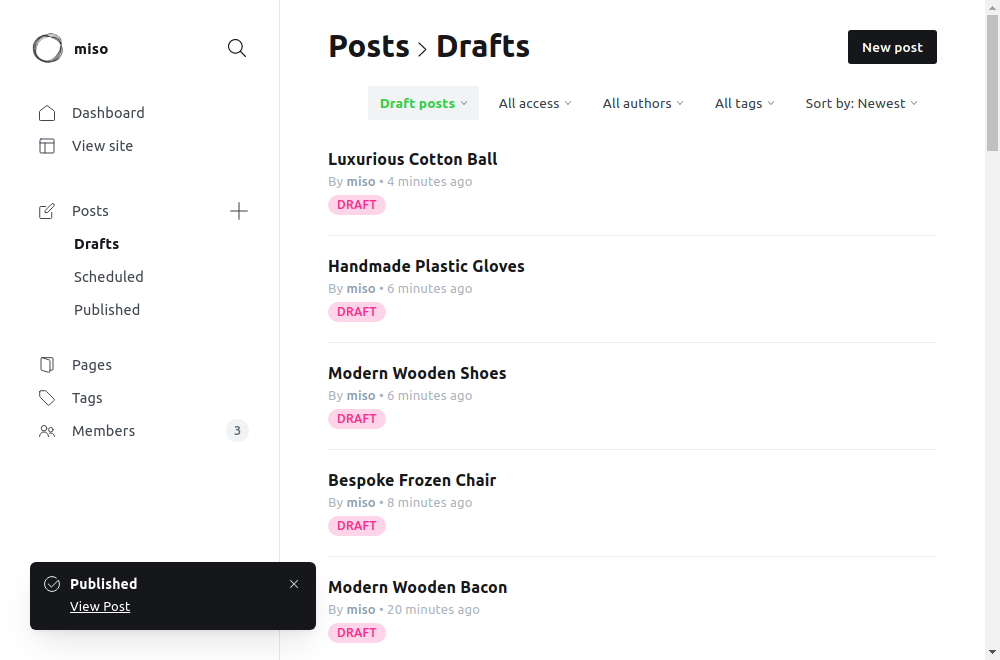 miso
Dashboard
View site
Posts
Drafts
Scheduled
Published
Pages
Tags
Members 3
Published
View Post
Posts > Drafts
New post
Draft posts All access All authors All tags Sort by: Newest
Luxurious Cotton Ball
By miso • 4 minutes ago
DRAFT
Handmade Plastic Gloves
By miso • 6 minutes ago
DRAFT
Modern Wooden Shoes
By miso • 6 minutes ago
DRAFT
Bespoke Frozen Chair
By miso • 8 minutes ago
DRAFT
Modern Wooden Bacon
By miso • 20 minutes ago
DRAFT